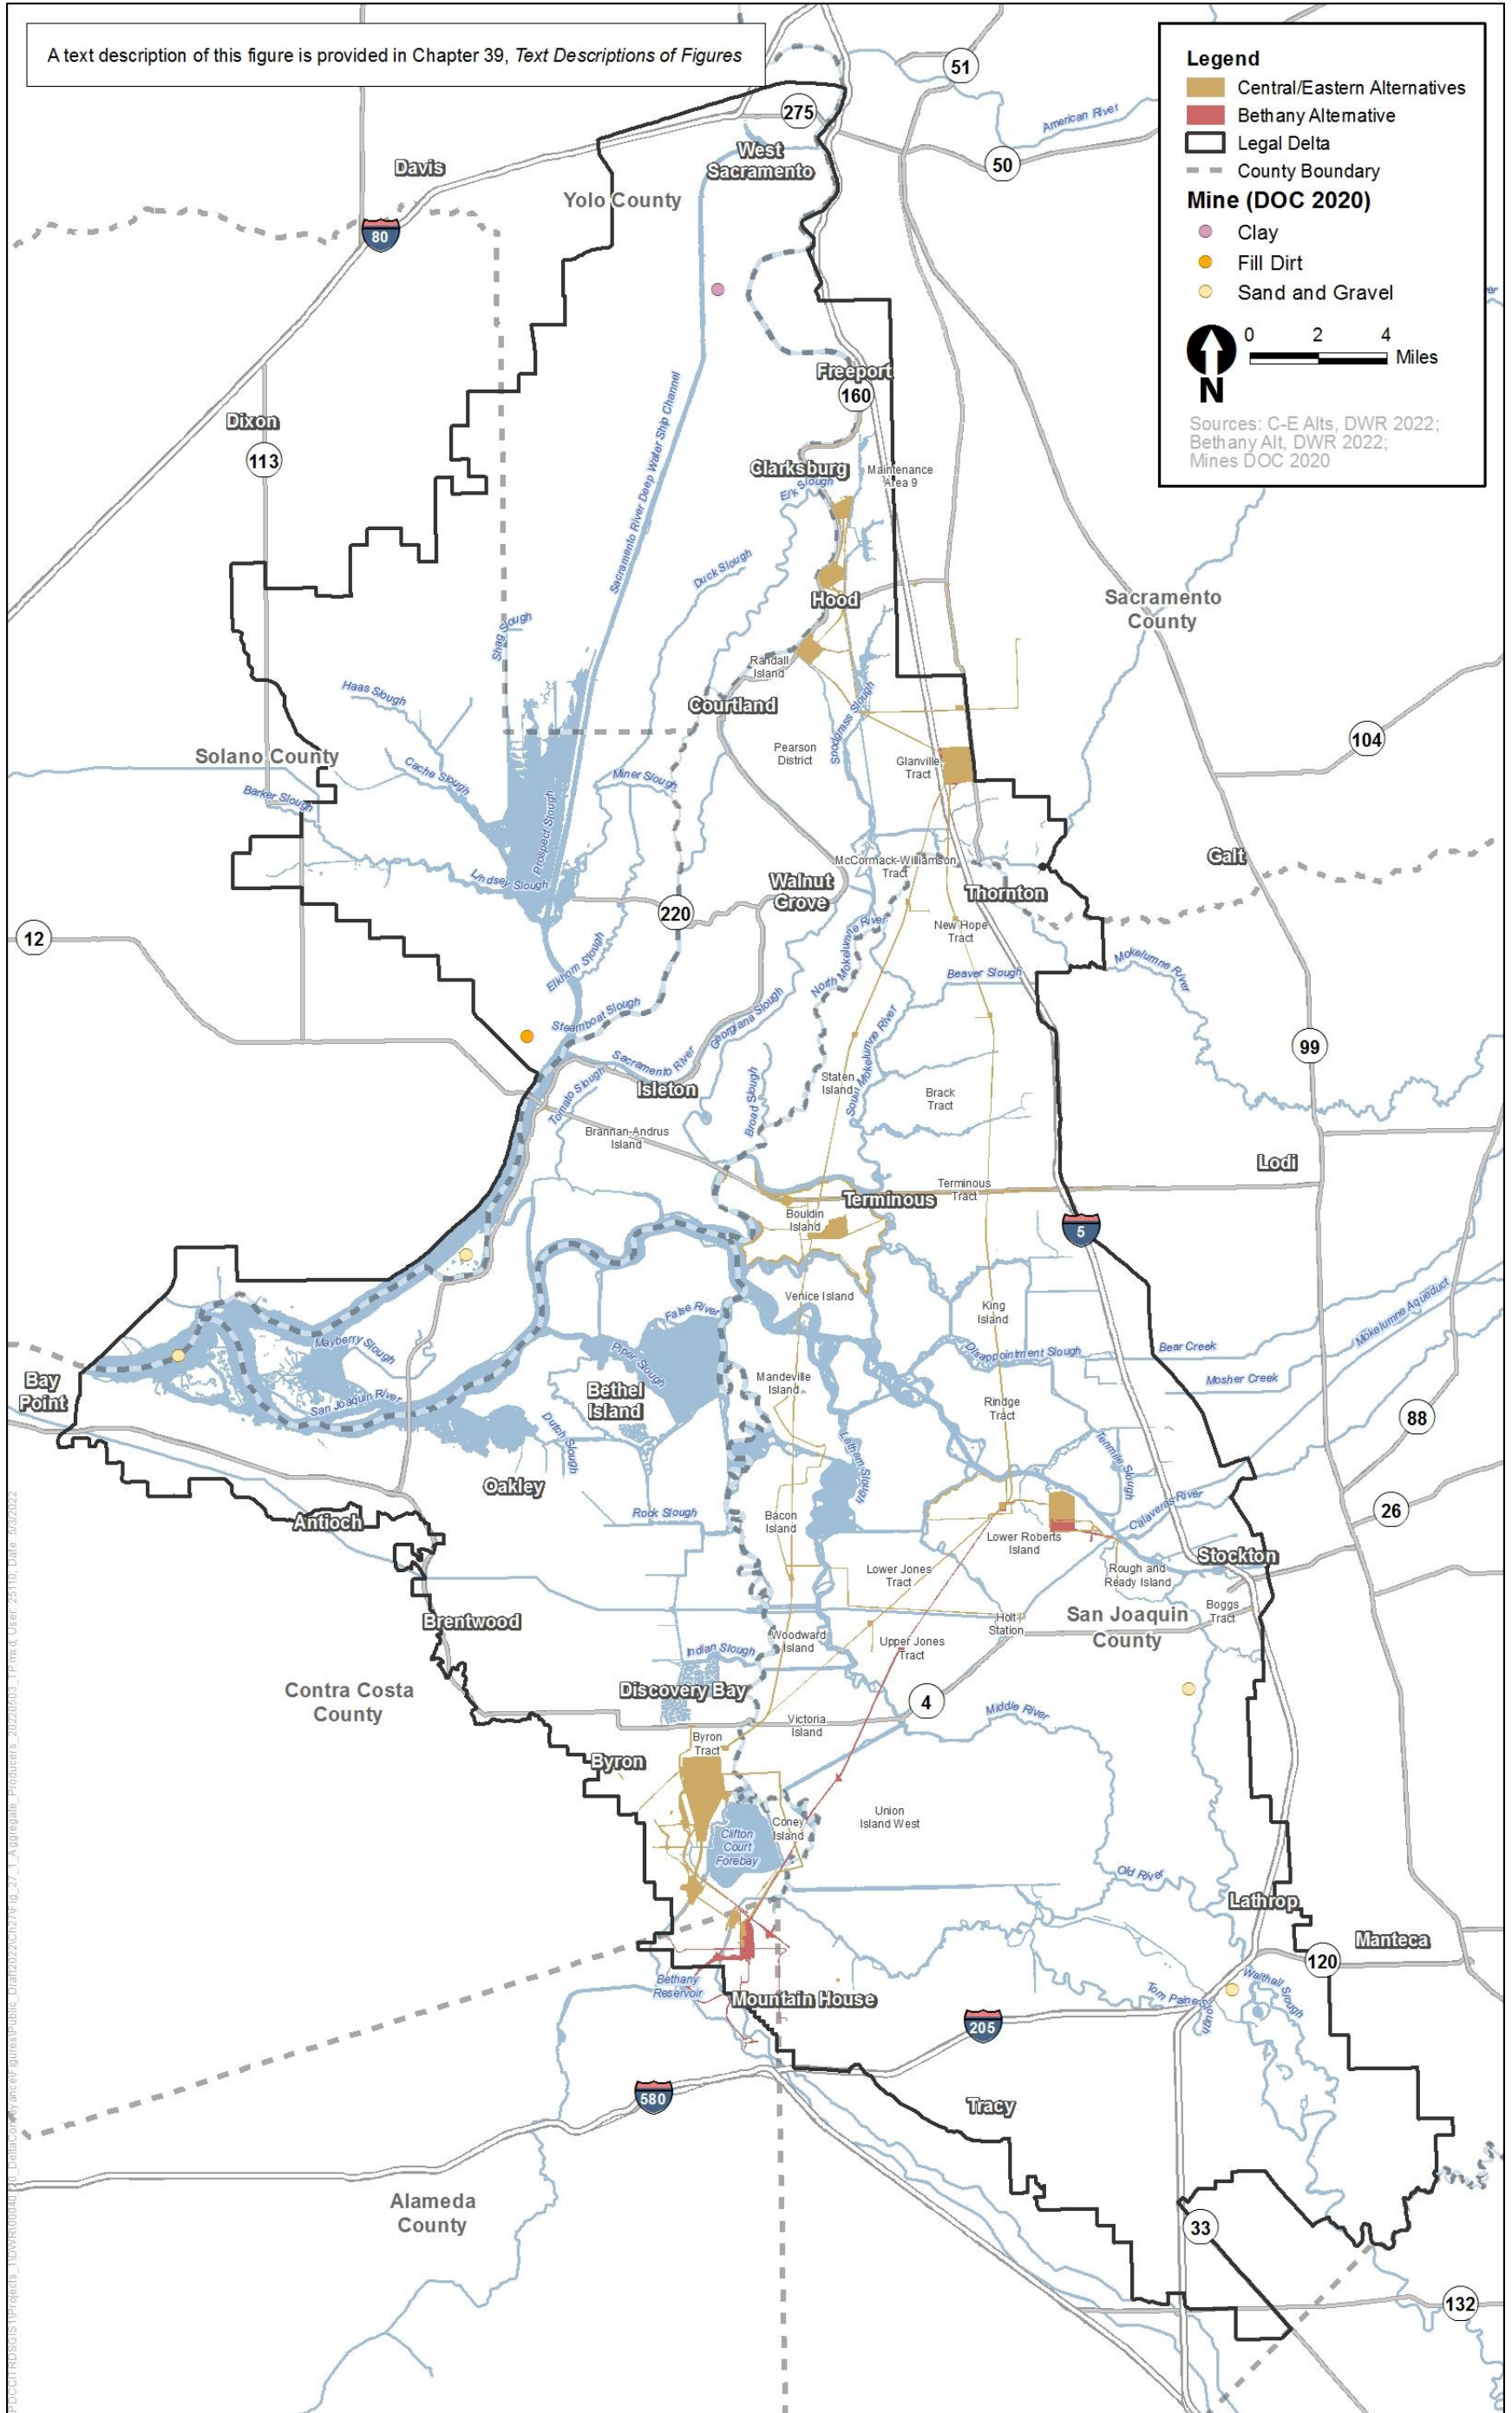 A text description of this figure is provided in Chapter 39, Text Descriptions of Figures
Legend
Central/Eastern Alternatives
Bethany Alternative
Legal Delta
County Boundary
Mine (DOC 2020)
Clay
Fill Dirt
Sand and Gravel
N
0 2 4
Miles
Sources: C-E Alts, DWR 2022;
Bethany Alt, DWR 2022;
Mines DOC 2020
51
275
American River
50
West
Sacramento
Davis
Yolo County
80
Freeport
160
Dixon
113
Sacramento River Deep Water Ship Channel
Clarksburg
Maintenance
Area 9
Elk Slough
Duck Slough
Hood
Sacramento
County
Shag Slough
Randall
Island
Haas Slough
Courtland
Snodgrass Slough
104
Solano County
Pearson
District
Glanville
Tract
Cache Slough
Miner Slough
Barker Slough
Prospect Slough
McCormack-Williamson
Tract
Galt
Lindsey Slough
Walnut
Grove
Thornton
220
12
New Hope
Tract
North Mokelumne River
Elkhorn Slough
Beaver Slough
Mokelumne River
Steamboat Slough
Georgiana Slough
99
Sacramento River
South Mokelumne River
Staten
Island
Isleton
Tomato Slough
Broad Slough
Brack
Tract
Brannan-Andrus
Island
Lodi
Terminous
Terminous
Tract
Bouldin
Island
5
Venice Island
False River
King
Island
Mayberry Slough
Piper Slough
Disappointment Slough
Bear Creek
Mokelumne Aqueduct
Mosher Creek
Bay
Point
Bethel
Island
Mandeville
Island
San Joaquin River
Rindge
Tract
88
Dutch Slough
Latham Slough
Tenmile Slough
Oakley
Antioch
Rock Slough
Bacon
Island
Calaveras River
26
Lower Roberts
Island
Stockton
Lower Jones
Tract
Rough and
Ready Island
Brentwood
Holt
Station
San Joaquin
County
Boggs
Tract
Woodward
Island
Indian Slough
Upper Jones
Tract
Contra Costa
County
Discovery Bay
4
Middle River
Victoria
Island
Byron
Tract
Byron
Coney
Island
Union
Island West
Clifton
Court
Forebay
Old River
Lathrop
Manteca
120
Bethany
Reservoir
Mountain House
Tom Paine Slough
Walthall Slough
205
580
Tracy
Alameda
County
33
132